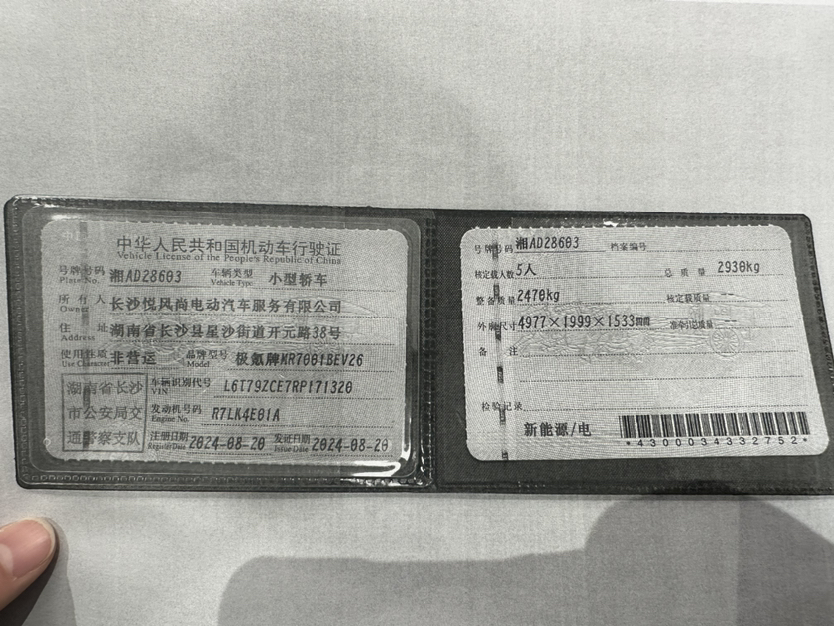 中华人民共和国机动车行驶证
Vehicle License of the People's Republic of China
号牌号码 湘AD28603 车辆类型 小型轿车
Plate No. Vehicle Type
所有人 长沙悦风尚电动汽车服务有限公司
Owner
住址 湖南省长沙县星沙街道开元路38号
Address
使用性质 非营运 品牌型号 极氪牌MR7001BEV26
Use Character Model
湖南省长沙
市公安局交
通警察支队
车辆识别代号 L6T79ZCE7RP171320
VIN
发动机号码 R7LK4E01A
Engine No.
注册日期 2024-08-20 发证日期 2024-08-20
Register Date Issue Date
号牌号码 湘AD28603 档案编号
核定载人数 5人 总质量 2930kg
整备质量 2470kg 核定载质量 --
外廓尺寸 4977×1999×1533mm 准牵引总质量 --
备注
检验记录
新能源/电
*4300034332752*